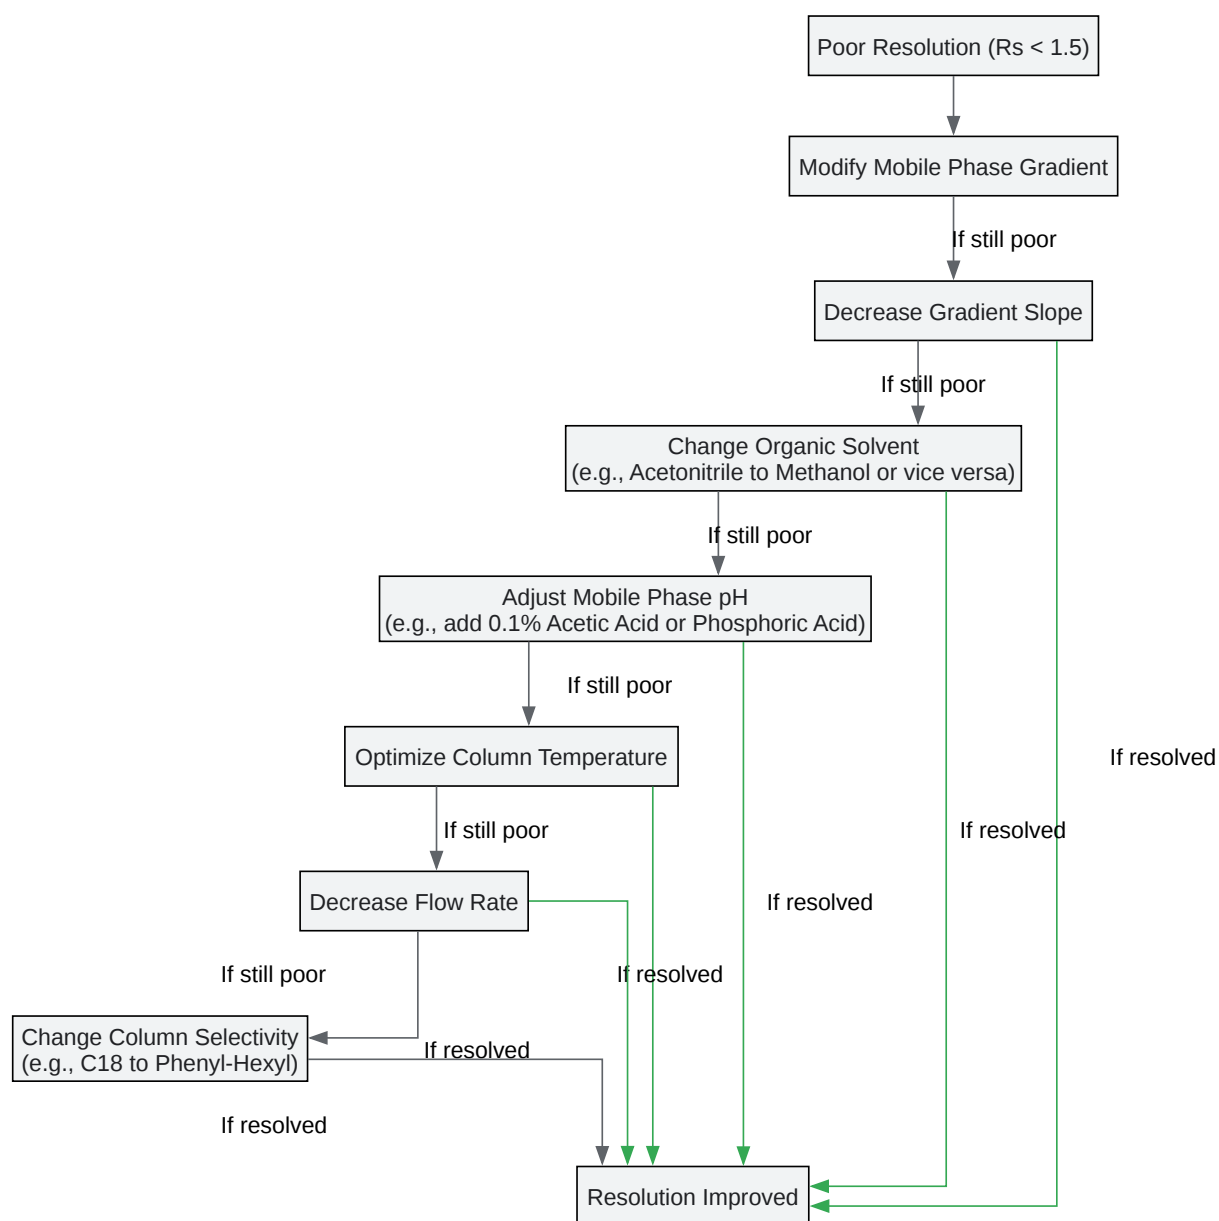 Poor Resolution (Rs < 1.5)
Modify Mobile Phase Gradient
If still poor
Decrease Gradient Slope
If still poor
Change Organic Solvent
(e.g., Acetonitrile to Methanol or vice versa)
If still poor
Adjust Mobile Phase pH
(e.g., add 0.1% Acetic Acid or Phosphoric Acid)
If still poor
Optimize Column Temperature
If resolved
If still poor
If resolved
Decrease Flow Rate
If resolved
If still poor
If resolved
Change Column Selectivity
(e.g., C18 to Phenyl-Hexyl)
If resolved
If resolved
Resolution Improved